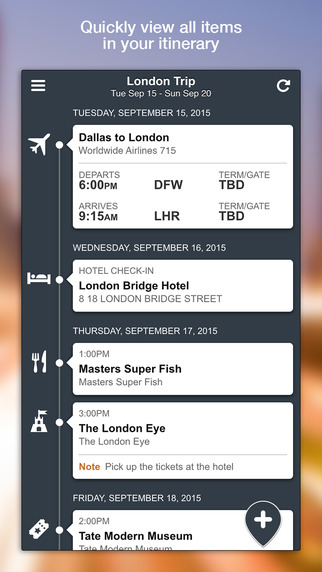 Quickly view all items
in your itinerary
London Trip
Tue Sep 15 - Sun Sep 20
TUESDAY, SEPTEMBER 15, 2015
Dallas to London
Worldwide Airlines 715
DEPARTS TERM/GATE
6:00PM DFW TBD
ARRIVES TERM/GATE
9:15AM LHR TBD
WEDNESDAY, SEPTEMBER 16, 2015
HOTEL CHECK-IN
London Bridge Hotel
8 18 LONDON BRIDGE STREET
THURSDAY, SEPTEMBER 17, 2015
1:00PM
Masters Super Fish
Masters Super Fish
3:00PM
The London Eye
The London Eye
Note Pick up the tickets at the hotel
FRIDAY, SEPTEMBER 18, 2015
2:00PM
Tate Modern Museum
Tate Modern Museum